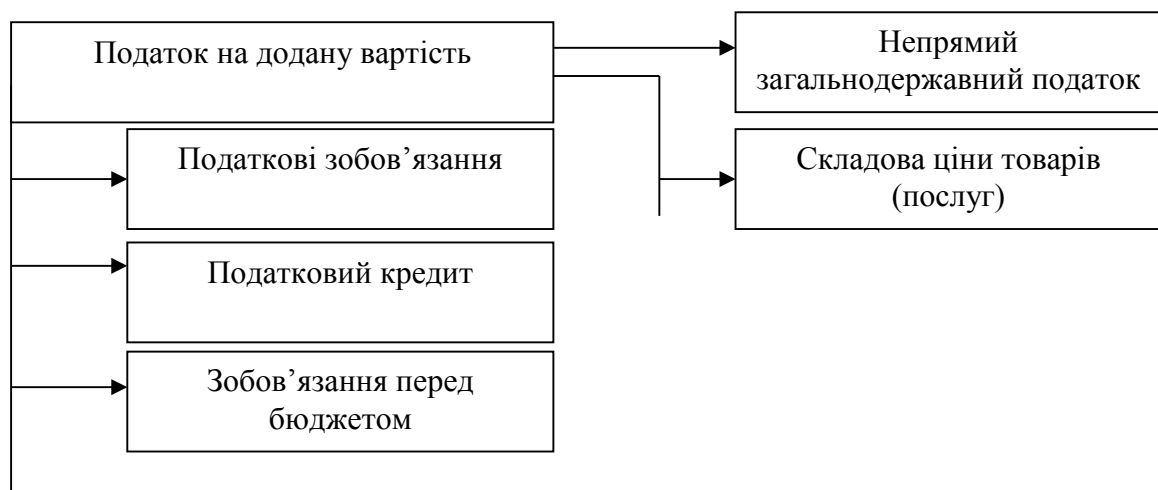 Податок на додану вартість
Непрямий
загальнодержавний податок
Податкові зобов’язання
Складова ціни товарів
(послуг)
Податковий кредит
Зобов’язання перед
бюджетом